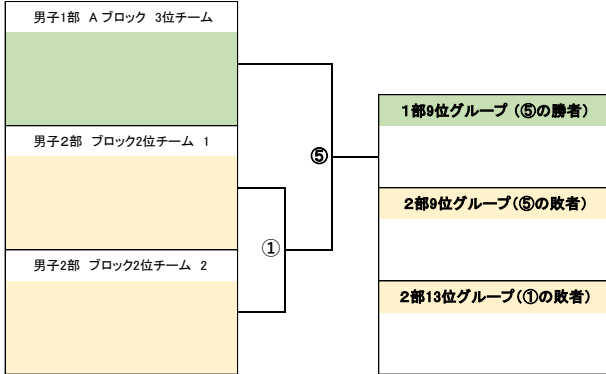 男子1部 A ブロック 3位チーム
男子２部 ブロック2位チーム 1
男子2部 ブロック2位チーム 2
⑤
①
１部9位グループ（⑤の勝者）
２部9位グループ(⑤の敗者)
２部13位グループ(①の敗者)